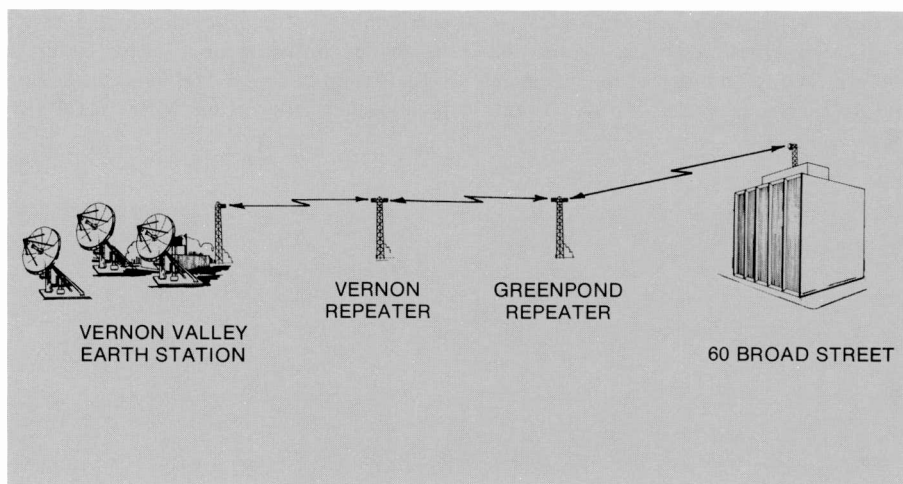 VERNON VALLEY
EARTH STATION
VERNON
REPEATER
GREENPOND
REPEATER
60 BROAD STREET